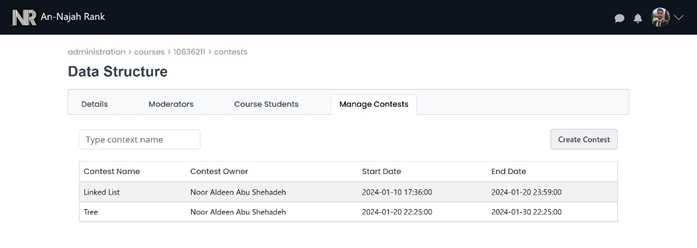 NR An-Najah Rank
administration > courses > 10636211 > contests
Data Structure
Details Moderators Course Students Manage Contests
Type context name Create Contest
Contest Name Contest Owner Start Date End Date
Linked List Noor Aldeen Abu Shehadeh 2024-01-10 17:36:00 2024-01-20 23:59:00
Tree Noor Aldeen Abu Shehadeh 2024-01-20 22:25:00 2024-01-30 22:25:00